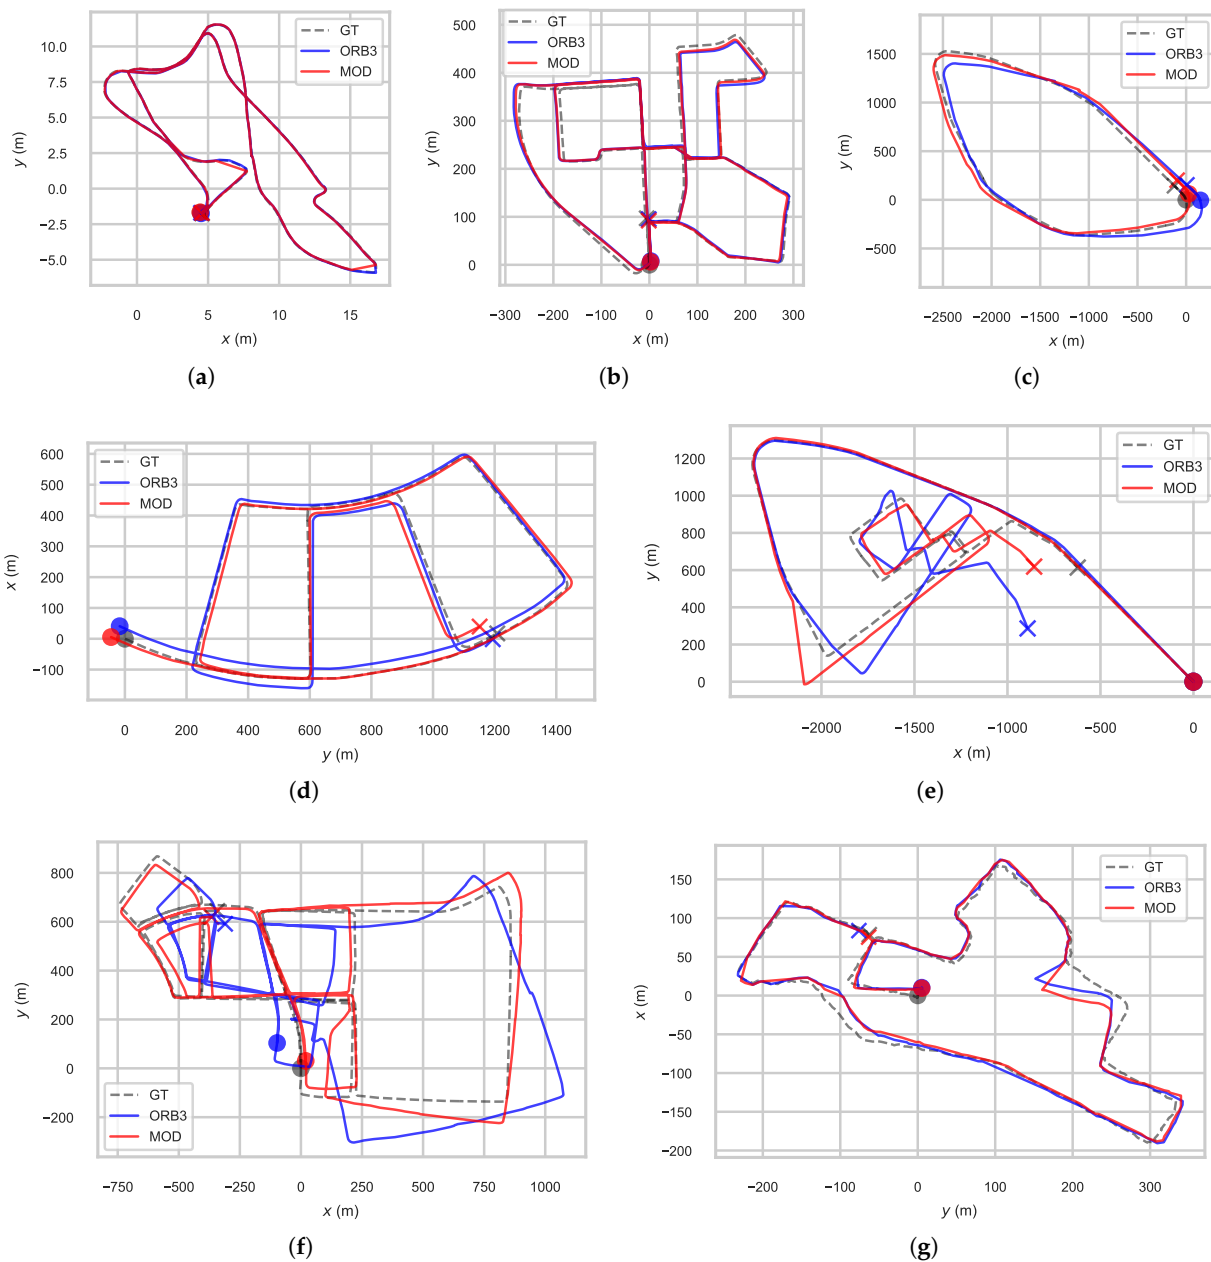 10.0
7.5
5.0
2.5
0.0
−2.5
−5.0
y (m)
0 5 10 15
x (m)
GT
ORB3
MOD
(a)
500
400
300
200
100
0
y (m)
−300 −200 −100 0 100 200 300
x (m)
GT
ORB3
MOD
(b)
1500
1000
500
0
−500
y (m)
−2500 −2000 −1500 −1000 −500 0
x (m)
GT
ORB3
MOD
(c)
600
500
400
300
200
100
0
−100
x (m)
0 200 400 600 800 1000 1200 1400
y (m)
GT
ORB3
MOD
(d)
1200
1000
800
600
400
200
0
y (m)
−2000 −1500 −1000 −500 0
x (m)
GT
ORB3
MOD
(e)
800
600
400
200
0
−200
y (m)
−750 −500 −250 0 250 500 750 1000
x (m)
GT
ORB3
MOD
(f)
150
100
50
0
−50
−100
−150
−200
x (m)
−200 −100 0 100 200 300
y (m)
GT
ORB3
MOD
(g)